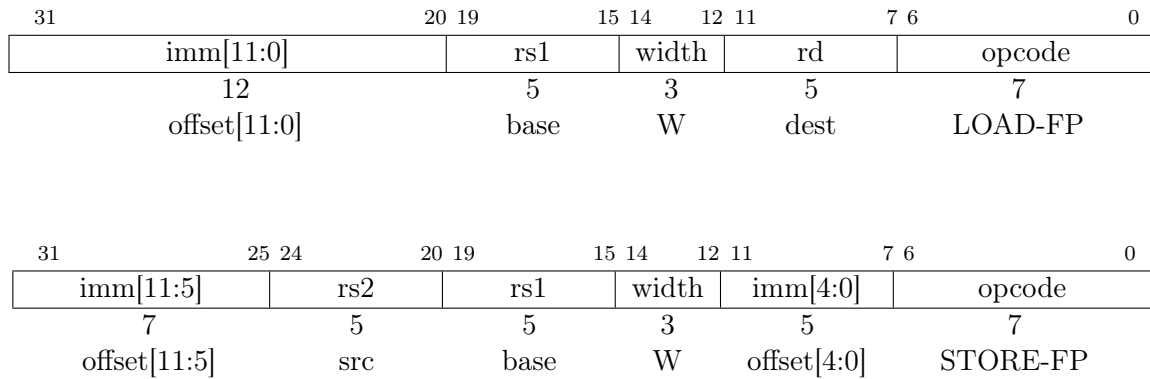 31 20 19 15 14 12 11 7 6 0
imm[11:0] rs1 width rd opcode
12 5 3 5 7
offset[11:0] base W dest LOAD-FP
31 25 24 20 19 15 14 12 11 7 6 0
imm[11:5] rs2 rs1 width imm[4:0] opcode
7 5 5 3 5 7
offset[11:5] src base W offset[4:0] STORE-FP